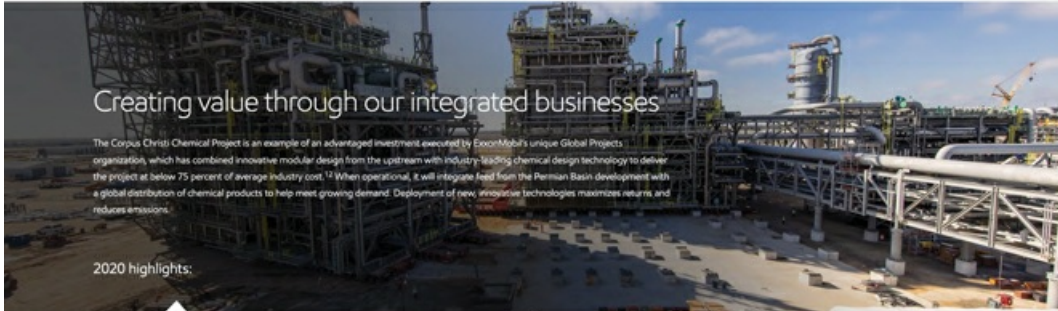 Creating value through our integrated businesses
The Corpus Christi Chemical Project is an example of an advantaged investment executed by ExxonMobil's unique Global Projects
organization, which has combined innovative modular design from the upstream with industry-leading chemical design technology to deliver
the project at below 75 percent of average industry cost.12 When operational, it will integrate feed from the Permian Basin development with
a global distribution of chemical products to help meet growing demand. Deployment of new, innovative technologies maximizes returns and
reduces emissions.
2020 highlights: